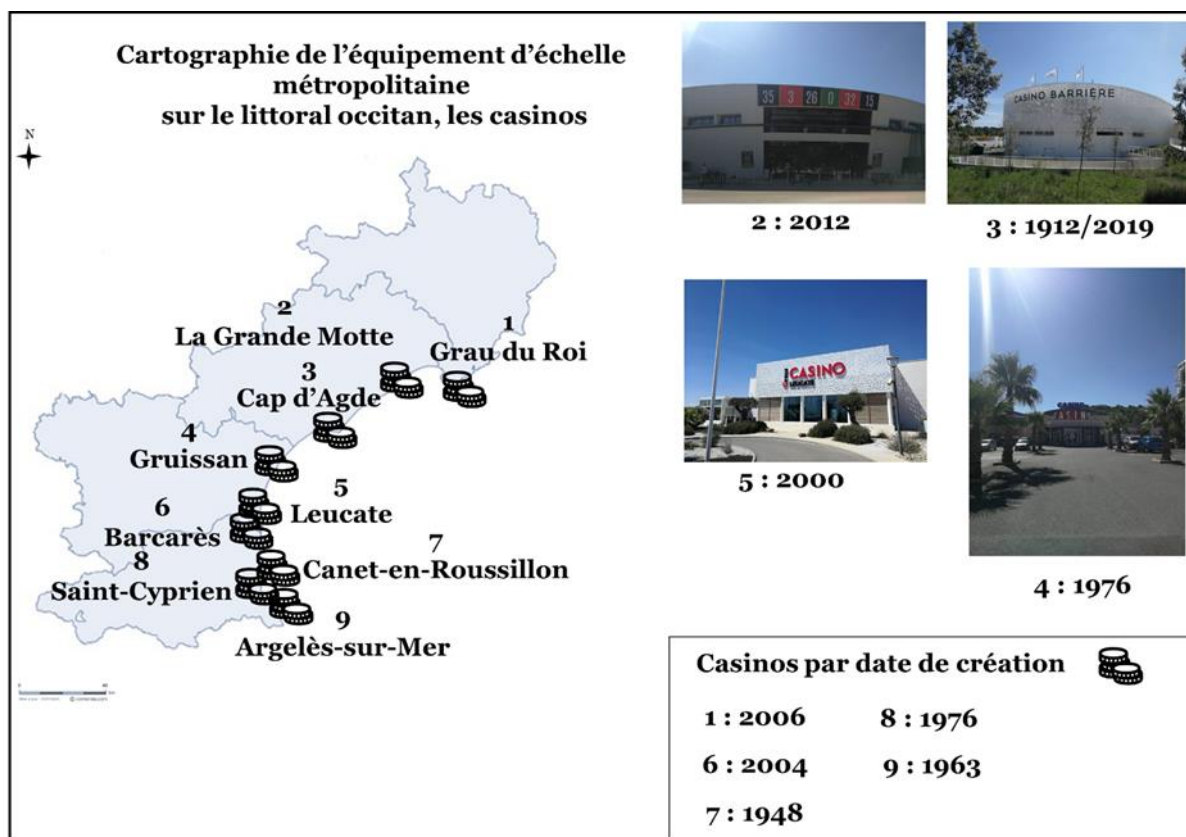 Cartographie de l'équipement d'échelle
métropolitaine
sur le littoral occitan, les casinos
N
2
La Grande Motte
1
Grau du Roi
3
Cap d'Agde
4
Gruissan
5
Leucate
6
Barcarès
7
Canet-en-Roussillon
8
Saint-Cyprien
9
Argelès-sur-Mer
35 3 26 0 32 15
2 : 2012
CASINO BARRIÈRE
3 : 1912/2019
CASINO
LEUCATE
5 : 2000
4 : 1976
Casinos par date de création
1 : 2006
8 : 1976
6 : 2004
9 : 1963
7 : 1948